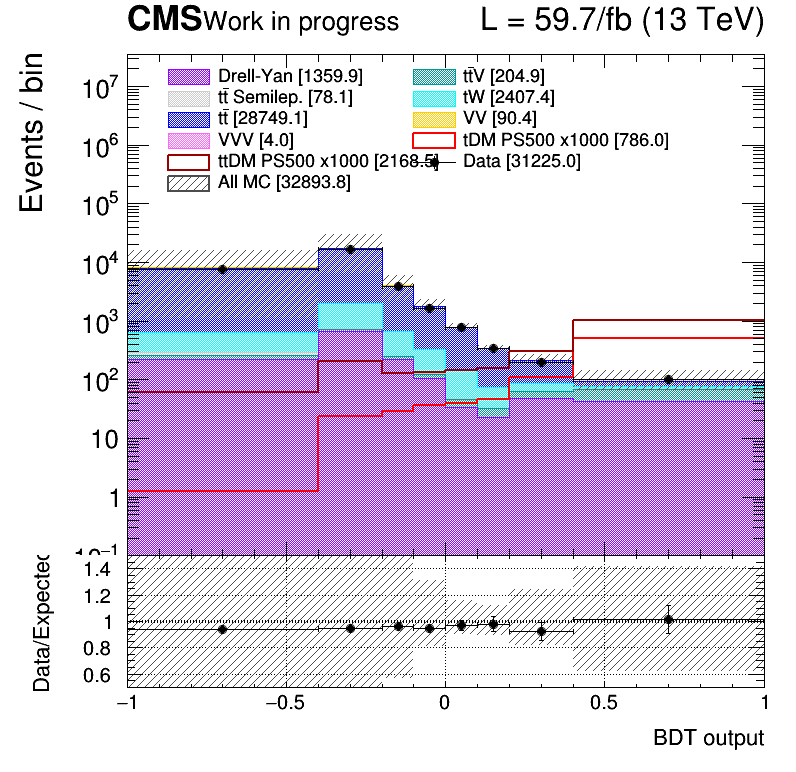 CMS Work in progress L = 59.7/fb (13 TeV)
Events / bin
Drell-Yan [1359.9] tt̄V [204.9]
tt̄ Semilep. [78.1] tW [2407.4]
tt̄ [28749.1] VV [90.4]
VVV [4.0] tDM PS500 x1000 [786.0]
ttDM PS500 x1000 [2168.5] Data [31225.0]
All MC [32893.8]
10⁷
10⁶
10⁵
10⁴
10³
10²
10
1
10⁻¹
Data/Expected
1.4
1.2
1
0.8
0.6
−1 −0.5 0 0.5 1
BDT output